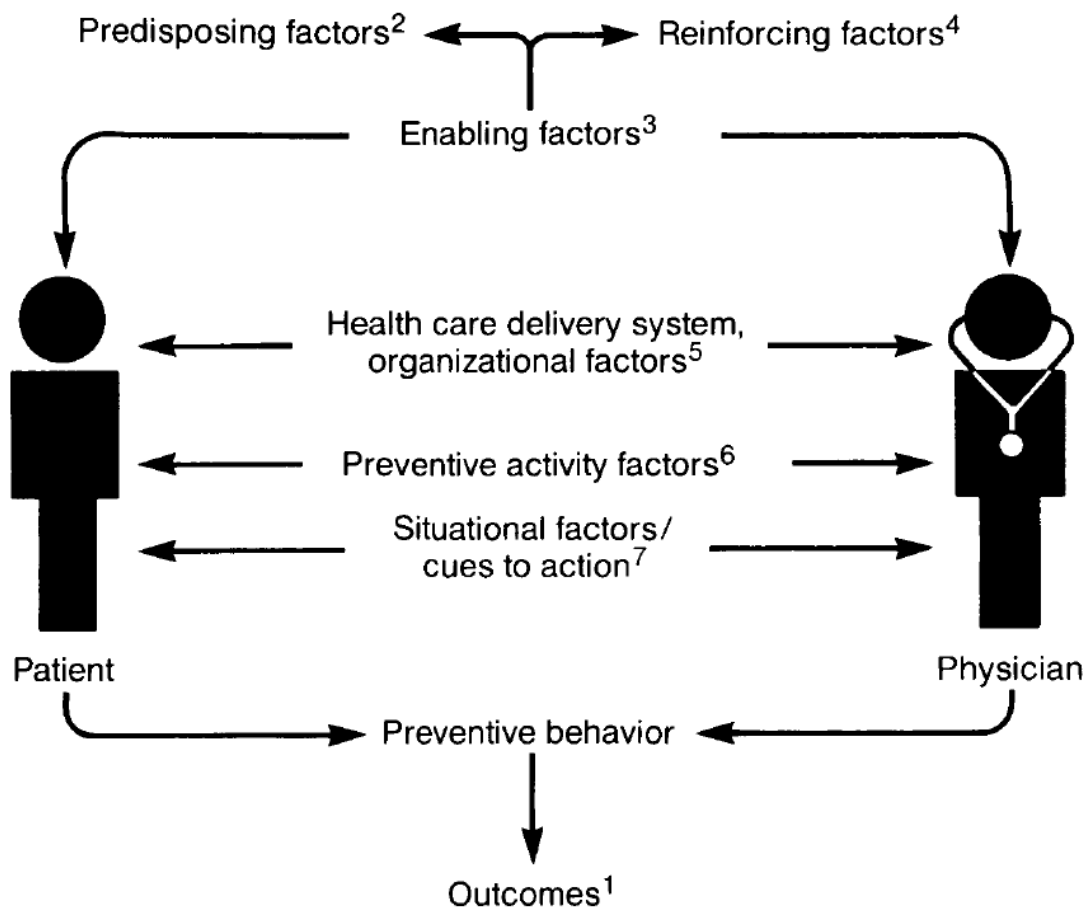 Predisposing factors²
Reinforcing factors⁴
Enabling factors³
Health care delivery system,
organizational factors⁵
Preventive activity factors⁶
Situational factors/
cues to action⁷
Patient
Physician
Preventive behavior
Outcomes¹